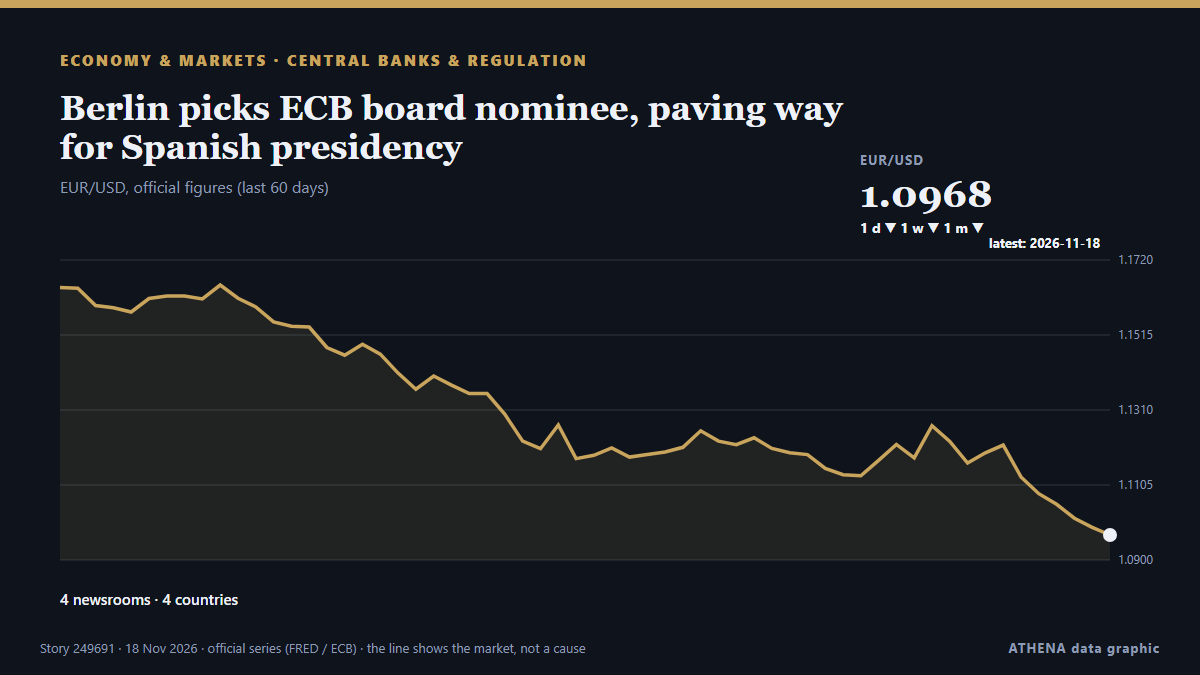 ECONOMY & MARKETS · CENTRAL BANKS & REGULATION
Berlin picks ECB board nominee, paving way
for Spanish presidency
EUR/USD, official figures (last 60 days)
EUR/USD
1.0968
1 d ▼ 1 w ▼ 1 m ▼
latest: 2026-11-18
1.1720
1.1515
1.1310
1.1105
1.0900
4 newsrooms · 4 countries
Story 249691 · 18 Nov 2026 · official series (FRED / ECB) · the line shows the market, not a cause
ATHENA data graphic